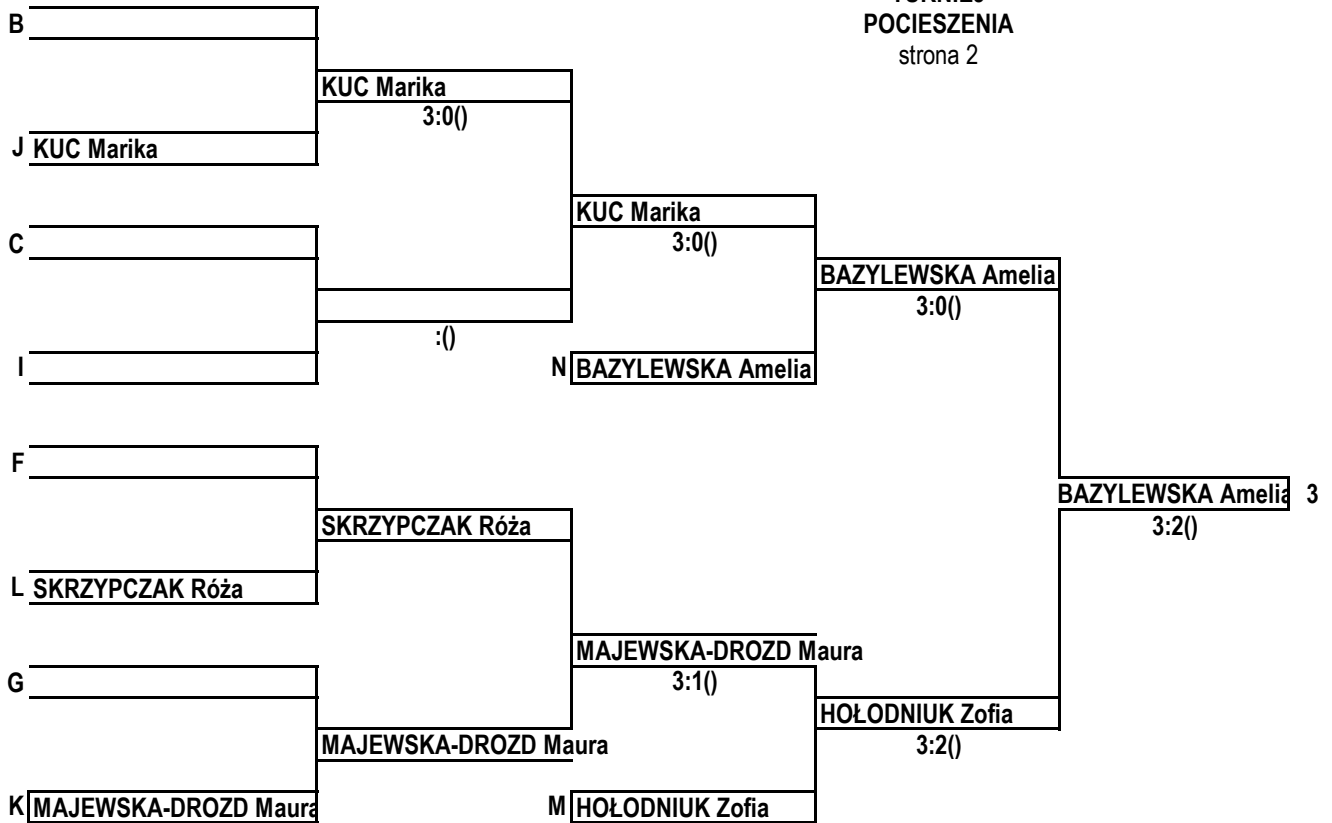 B
POCIESZENIA
strona 2
KUC Marika
3:0()
J KUC Marika
KUC Marika
C
3:0()
BAZYLEWSKA Amelia
3:0()
:()
I
N BAZYLEWSKA Amelia
F
BAZYLEWSKA Amelia 3
SKRZYPCZAK Róża
3:2()
L SKRZYPCZAK Róża
MAJEWSKA-DROZD Maura
G
3:1()
HOŁODNIUK Zofia
MAJEWSKA-DROZD Maura
3:2()
K MAJEWSKA-DROZD Maura
M HOŁODNIUK Zofia